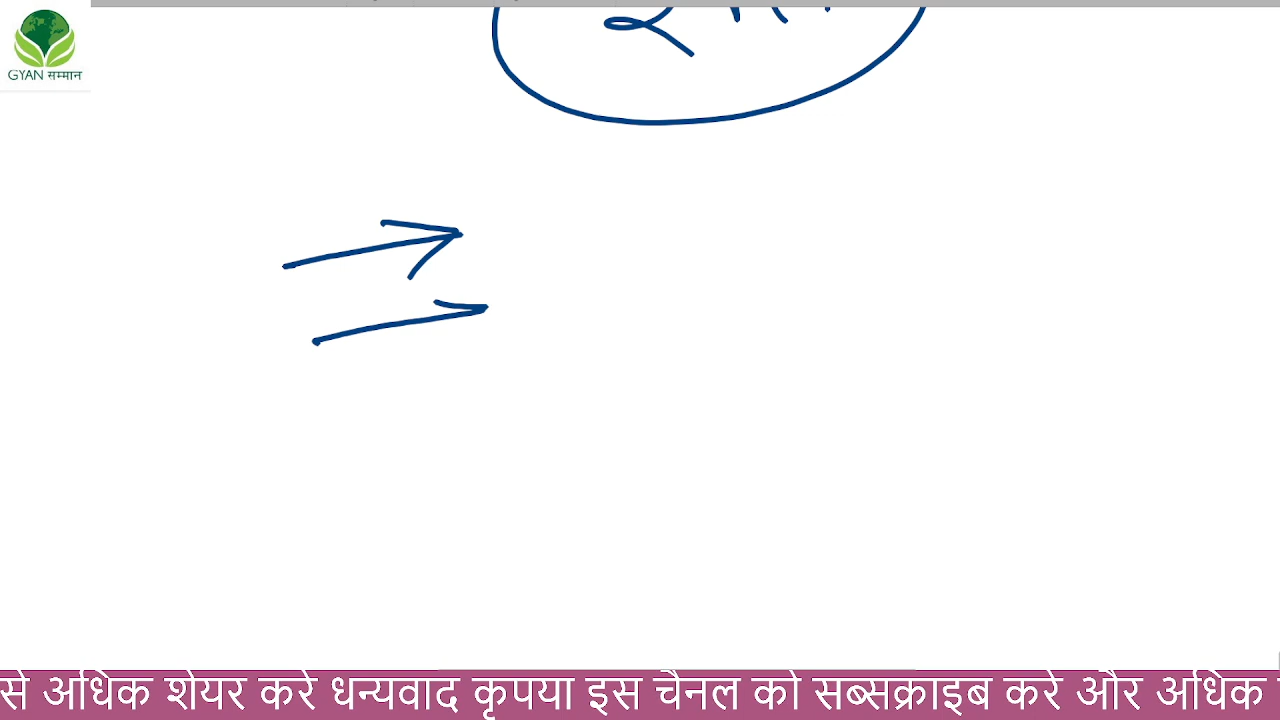 GYAN सम्मान
से अधिक शेयर करे धन्यवाद कृपया इस चैनल को सब्सक्राइब करे और अधिक